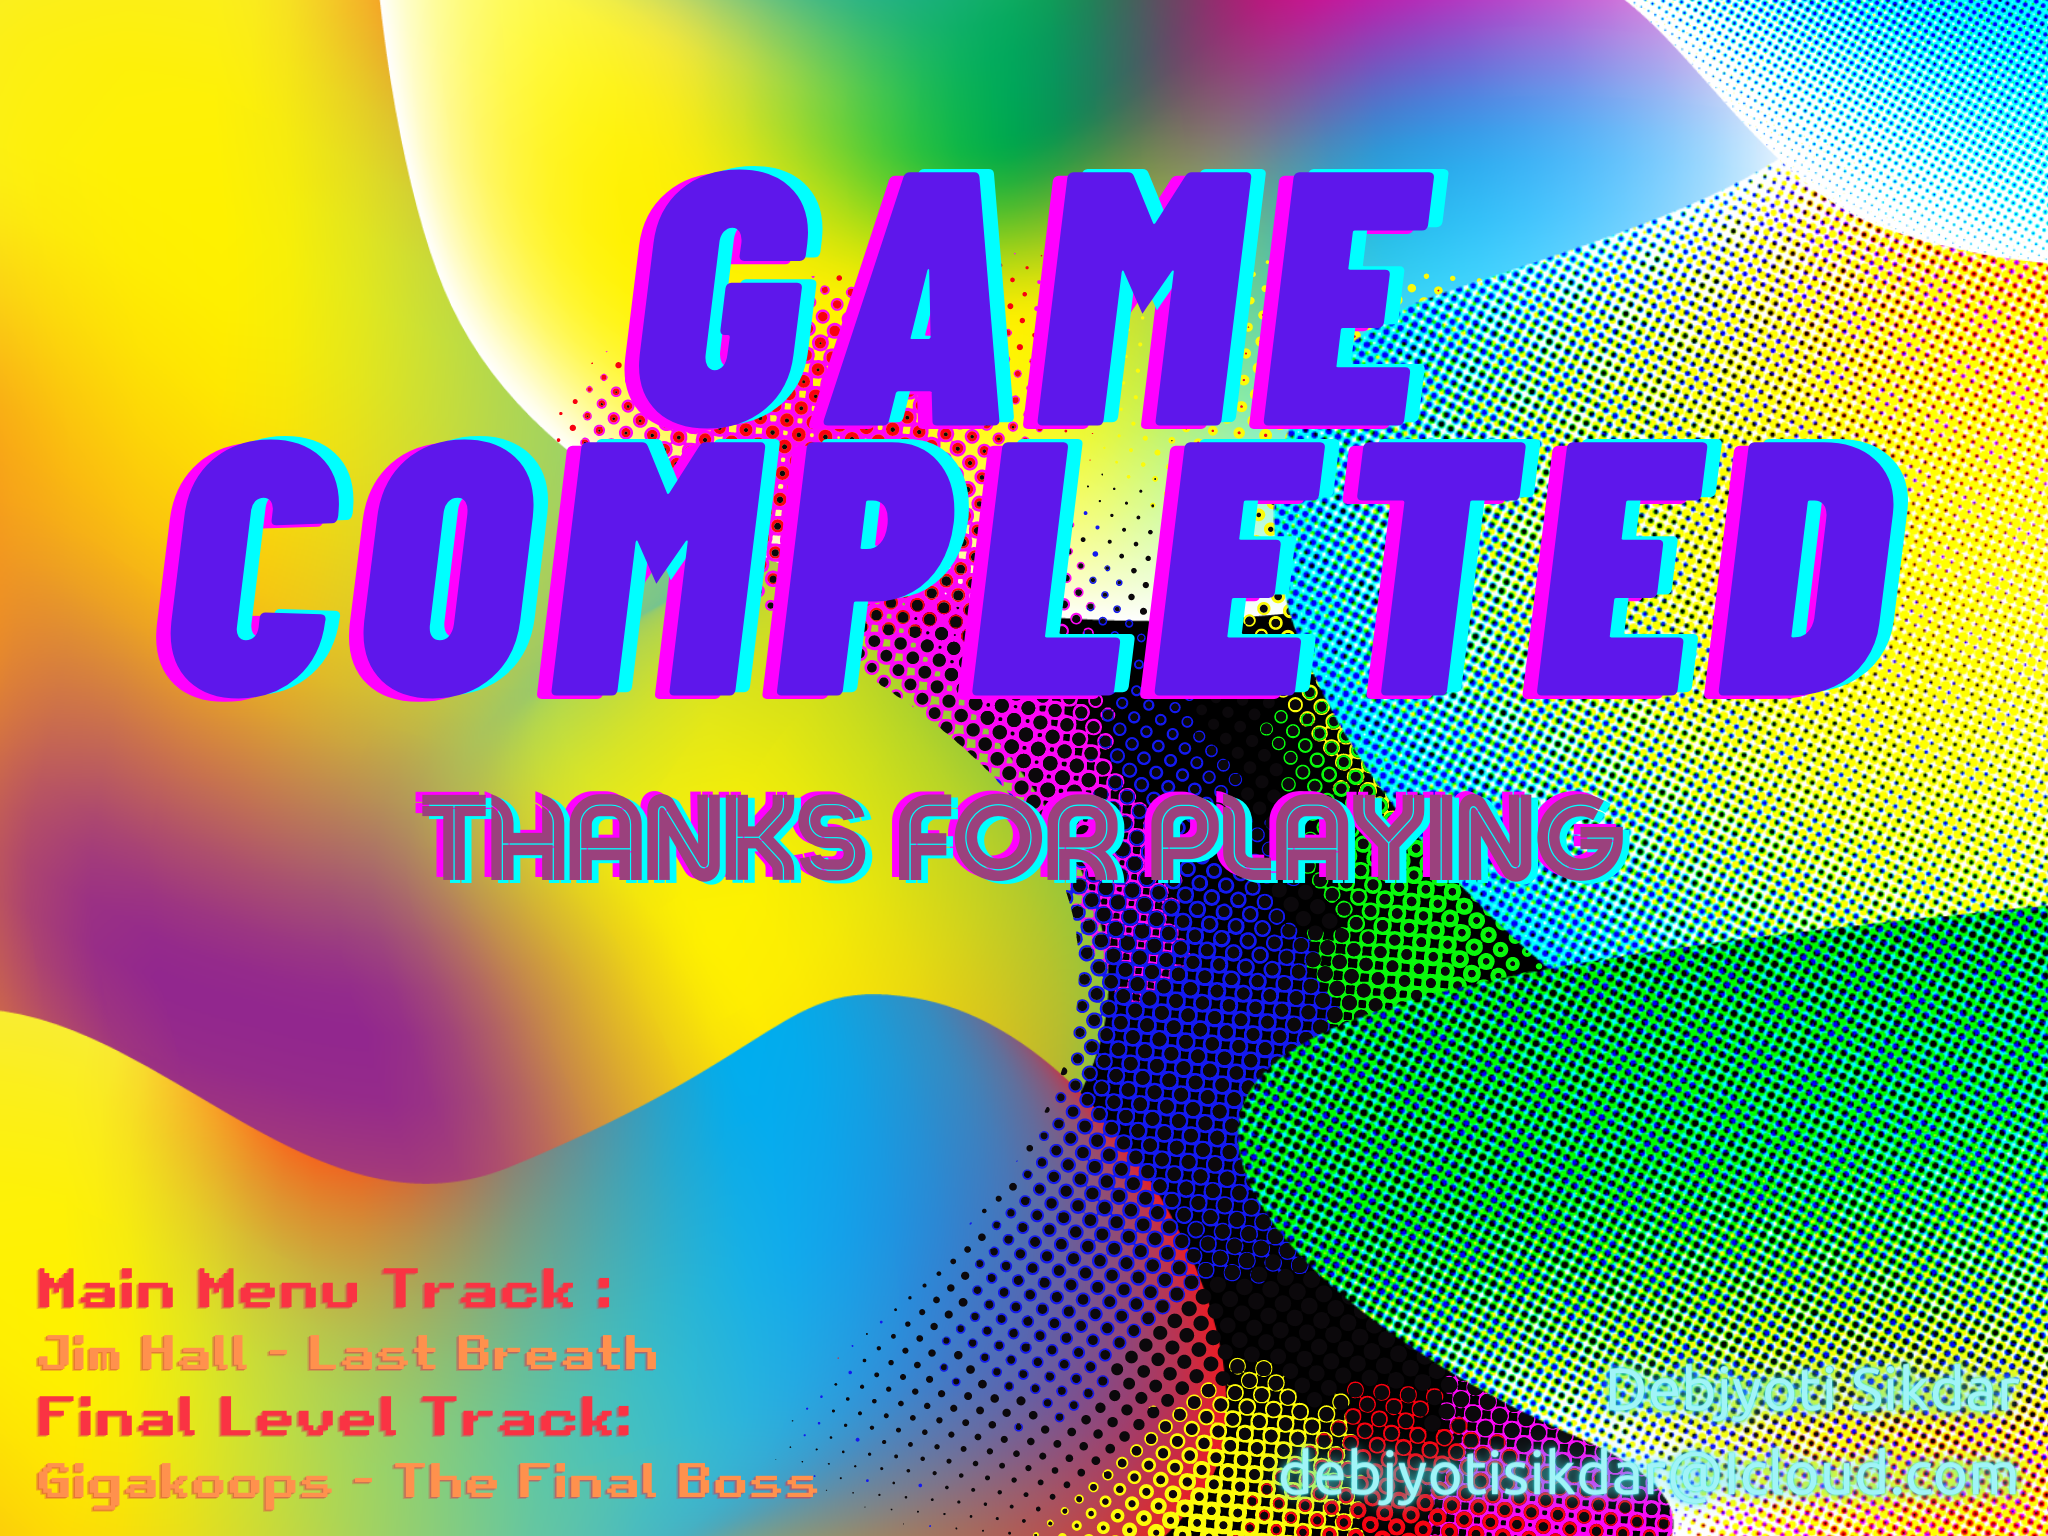 GAME
COMPLETED
THANKS FOR PLAYING
Main Menu Track :
Jim Hall - Last Breath
Final Level Track:
Gigakoops - The Final Boss
Debjyoti Sikdar
debjyotisikdar@icloud.com